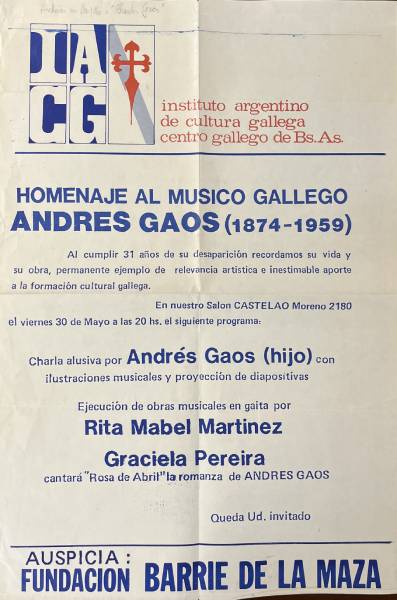 IA
CG
instituto argentino
de cultura gallega
centro gallego de Bs.As.
HOMENAJE AL MUSICO GALLEGO
ANDRES GAOS (1874-1959)
Al cumplir 31 años de su desaparición recordamos su vida y
su obra, permanente ejemplo de relevancia artística e inestimable aporte
a la formación cultural gallega.
En nuestro Salon CASTELAO Moreno 2180
el viernes 30 de Mayo a las 20 hs. el siguiente programa:
Charla alusiva por Andrés Gaos (hijo) con
ilustraciones musicales y proyección de diapositivas
Ejecución de obras musicales en gaita por
Rita Mabel Martinez
Graciela Pereira
cantará "Rosa de Abril" la romanza de ANDRES GAOS
Queda Ud. invitado
AUSPICIA:
FUNDACION BARRIE DE LA MAZA